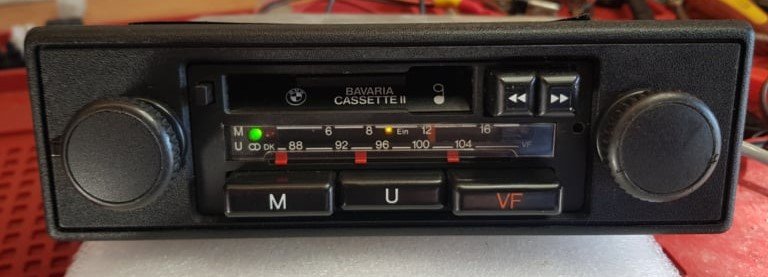 BAVARIA
CASSETTE II
M 6 8 Ein 12 16
U DK 88 92 96 100 104 VF
M U VF